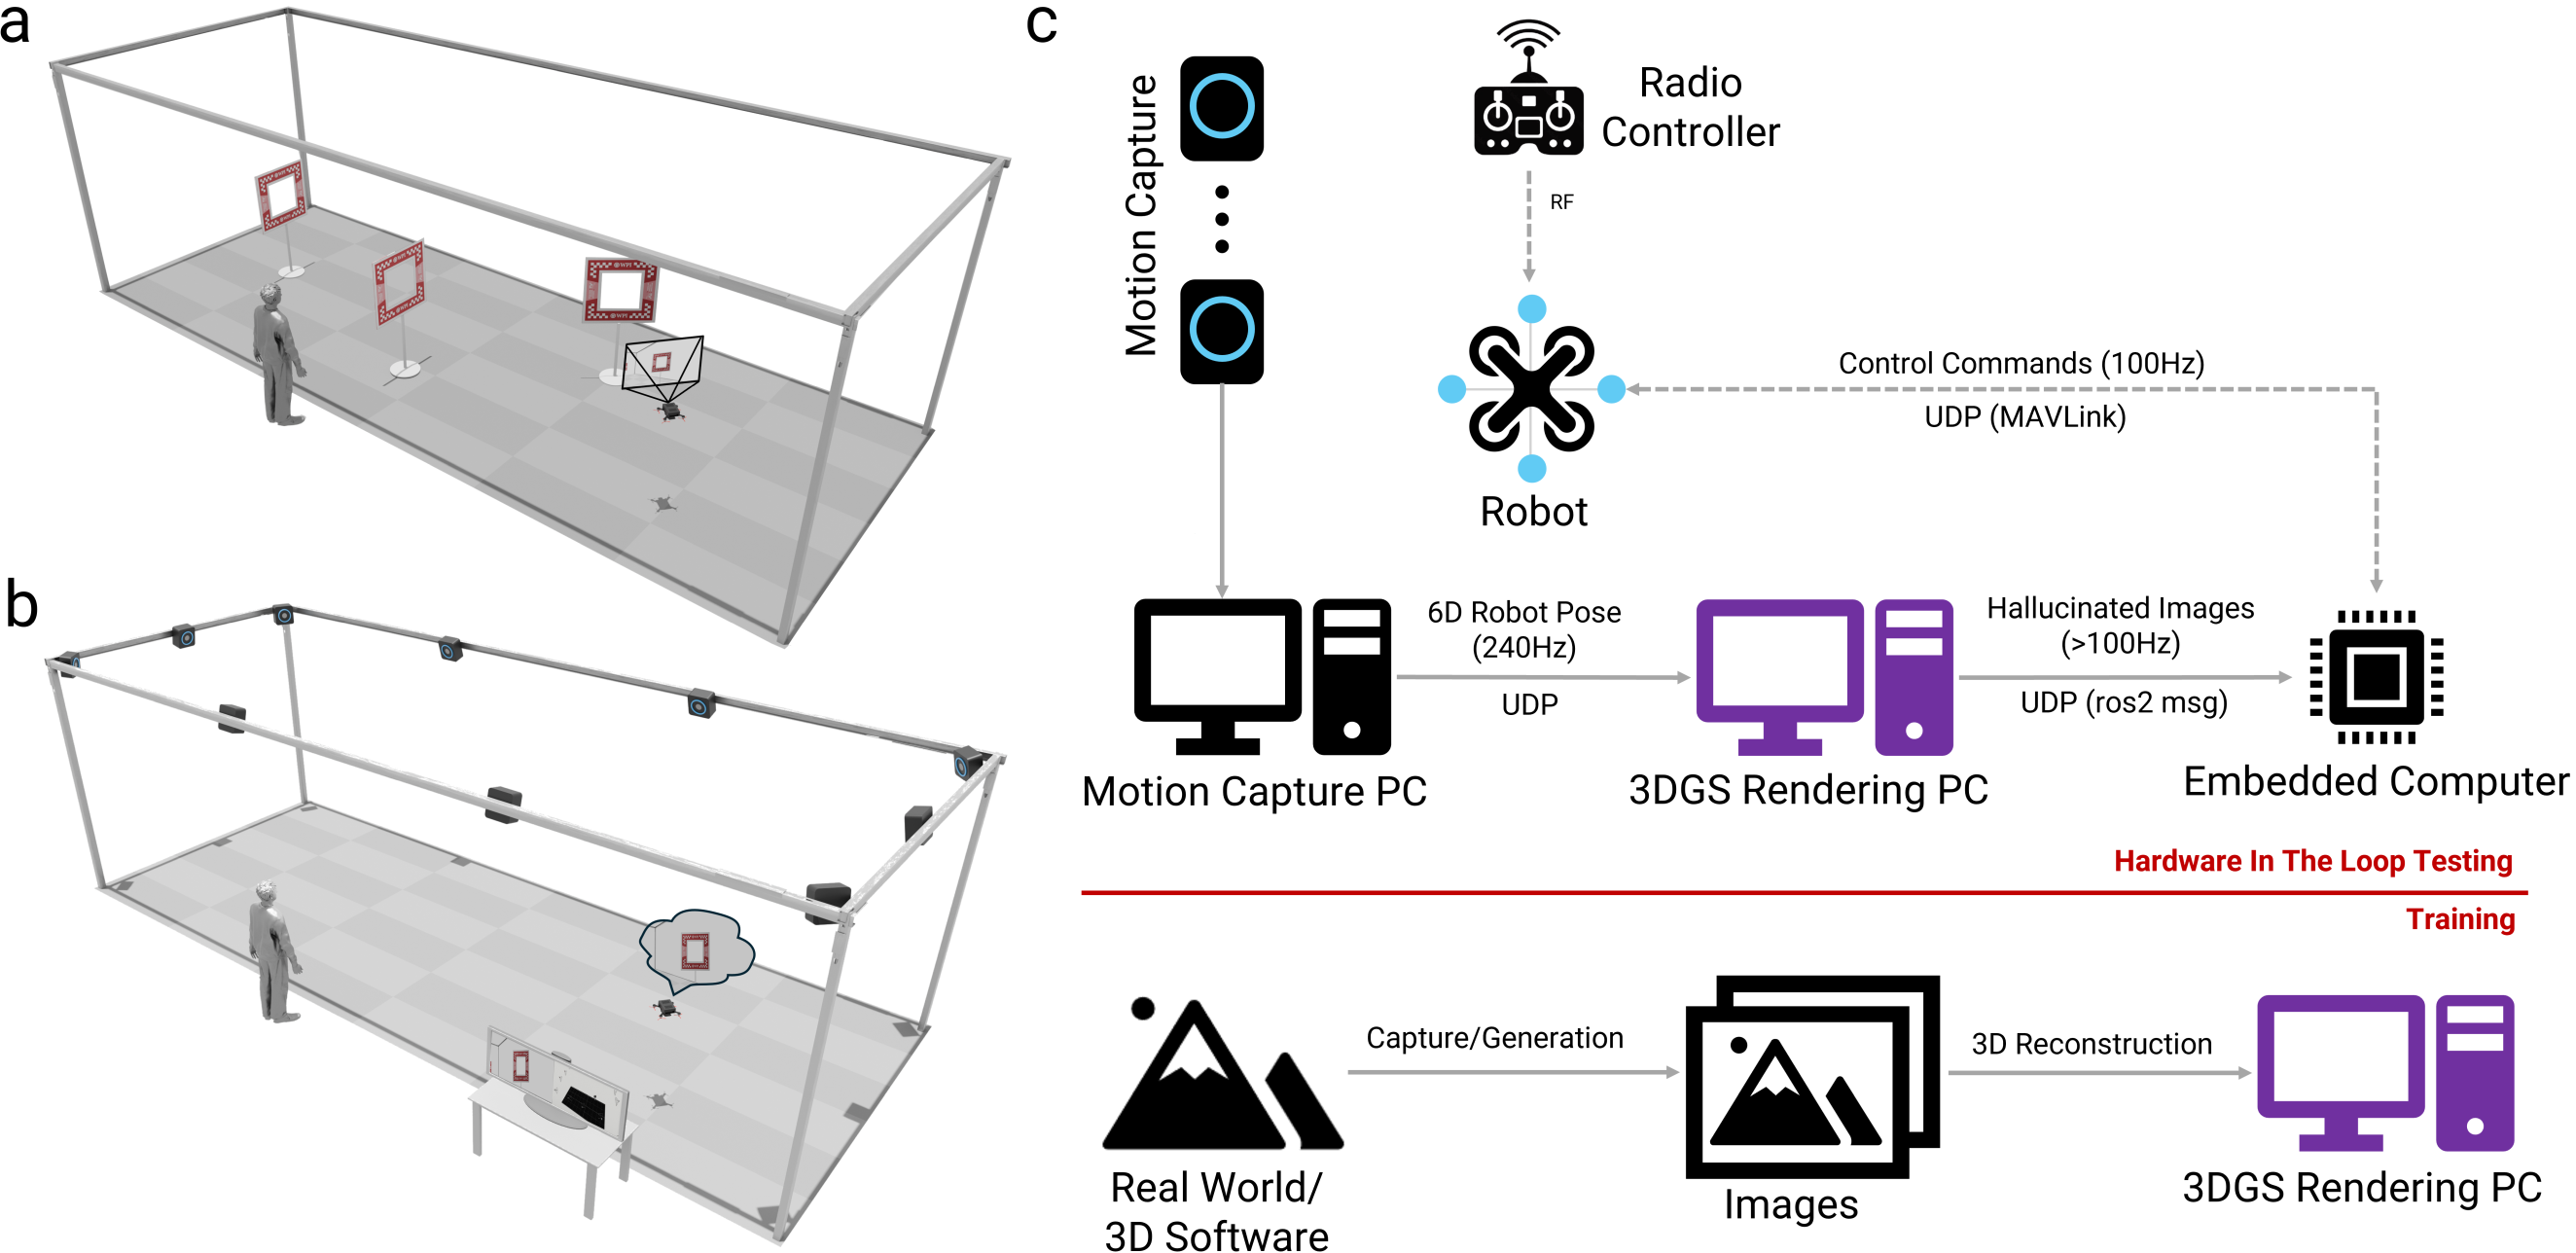 a
b
c
Motion Capture
Radio
Controller
RF
Robot
Control Commands (100Hz)
UDP (MAVLink)
6D Robot Pose
(240Hz)
UDP
Hallucinated Images
(>100Hz)
UDP (ros2 msg)
Motion Capture PC
3DGS Rendering PC
Embedded Computer
Hardware In The Loop Testing
Training
Capture/Generation
3D Reconstruction
Real World/
3D Software
Images
3DGS Rendering PC